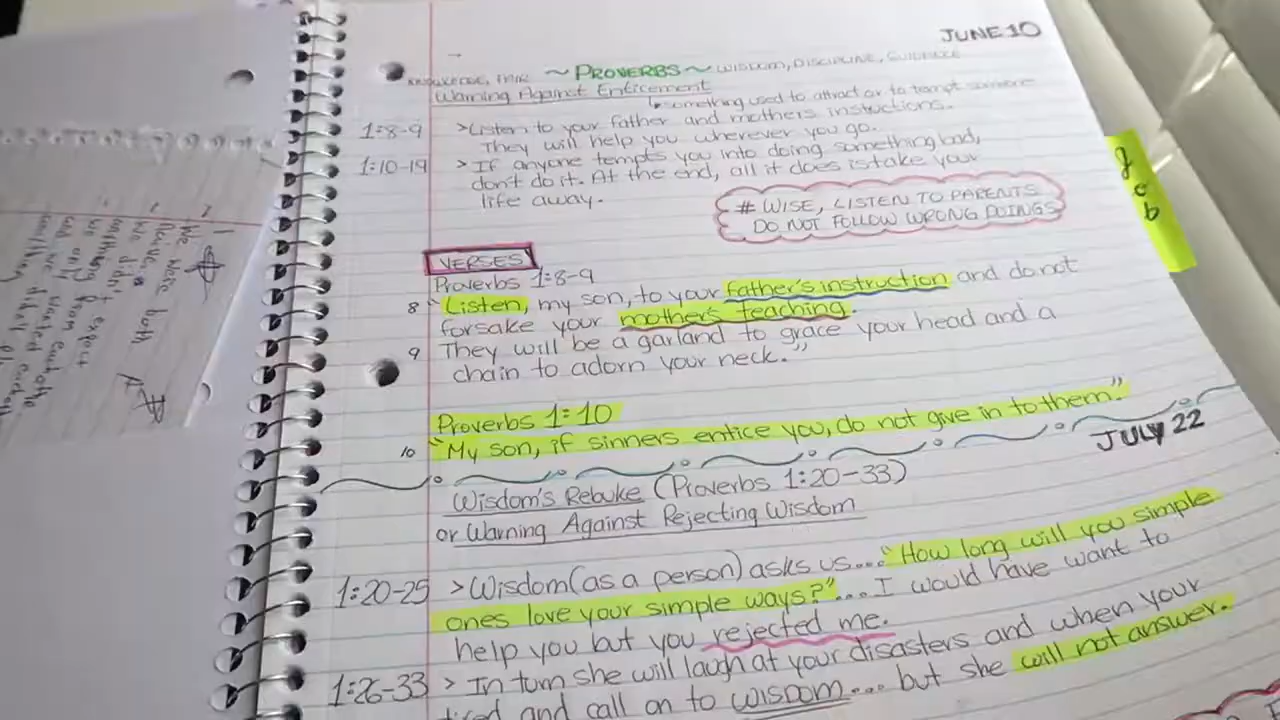 JUNE 10
~PROVERBS~ WISDOM, DISCIPLINE, GUIDANCE
KNOWLEDGE,
Warning Against Enticement
something used to attract or to tempt someone
1:8-9 >Listen to your father and mothers instructions.
They will help you wherever you go.
1:10-19 > If anyone tempts you into doing something bad,
don't do it. At the end, all it does is take your
life away.
# WISE, LISTEN TO PARENTS
DO NOT FOLLOW WRONG DOINGS
VERSES
Proverbs 1:8-9
8 "Listen, my son, to your father's instruction and do not
forsake your mother's teaching.
9 They will be a garland to grace your head and a
chain to adorn your neck."
Proverbs 1:10
10 "My son, if sinners entice you, do not give in to them."
JULY 22
Wisdom's Rebuke (Proverbs 1:20-33)
or Warning Against Rejecting Wisdom
1:20-25 > Wisdom (as a person) asks us... "How long will you simple
ones love your simple ways?"... I would have want to
help you but you rejected me.
1:26-33 > In turn she will laugh at your disasters and when your
and call on to WISDOM... but she will not answer.
Job
We were both
we didn't expect
anything from